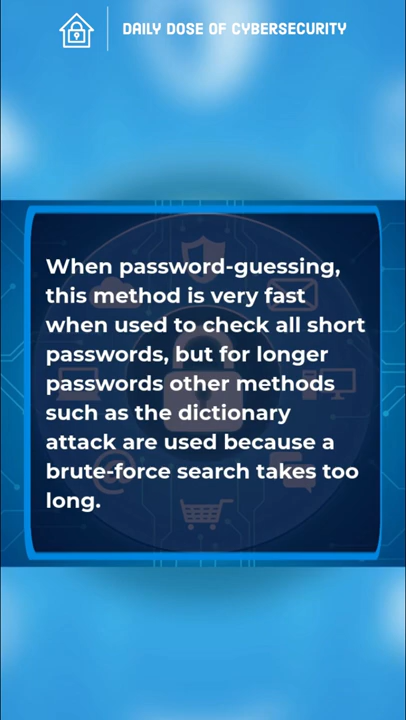 DAILY DOSE OF CYBERSECURITY
When password-guessing,
this method is very fast
when used to check all short
passwords, but for longer
passwords other methods
such as the dictionary
attack are used because a
brute-force search takes too
long.